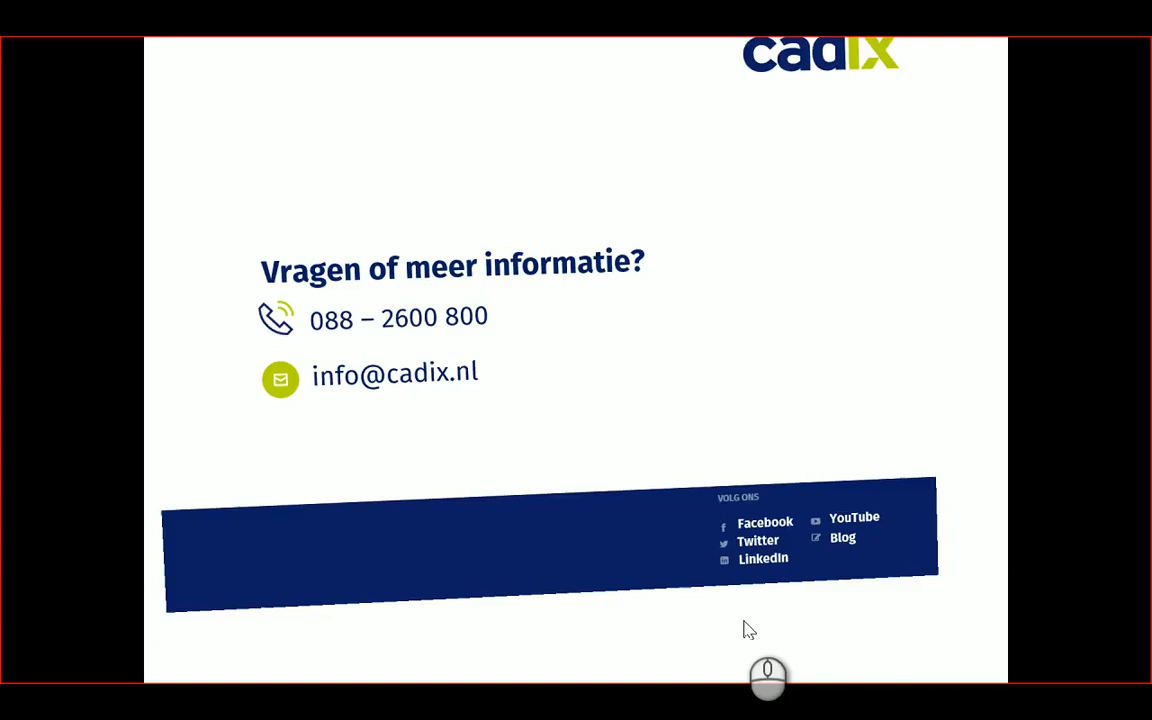 cadix
Vragen of meer informatie?
088 – 2600 800
info@cadix.nl
VOLG ONS
Facebook
Twitter
LinkedIn
YouTube
Blog